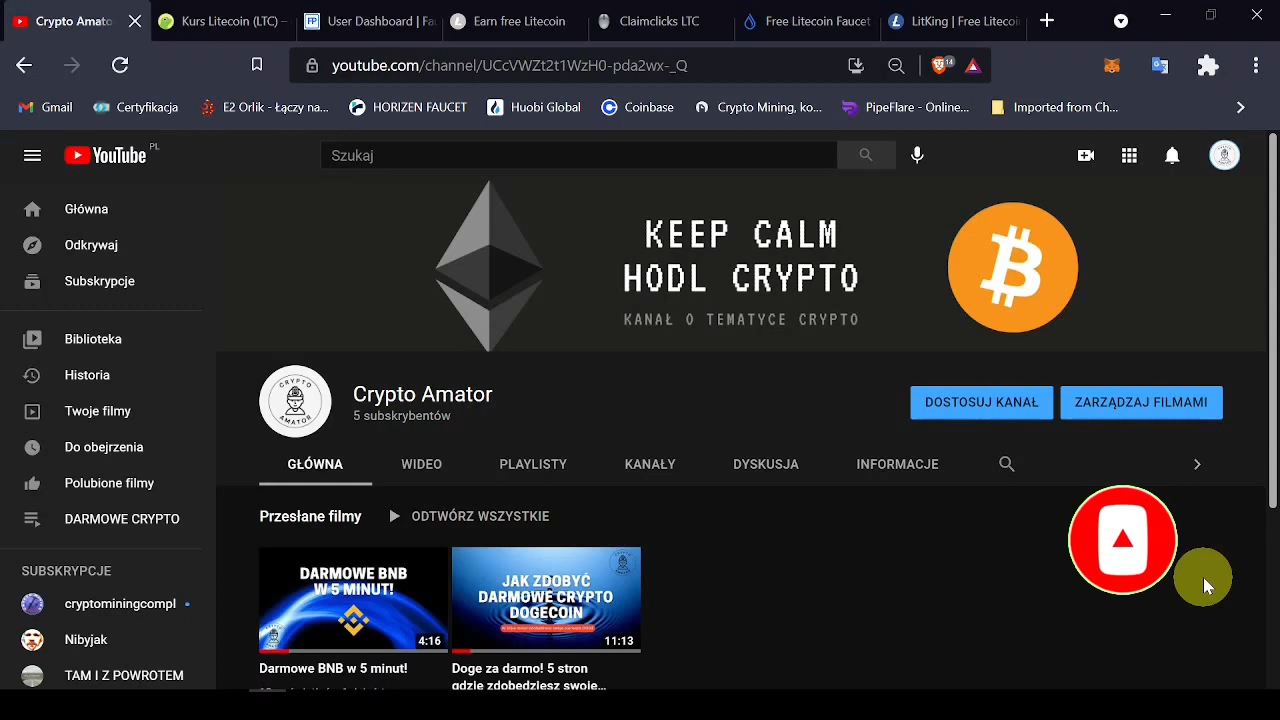 Crypto Amato
Kurs Litecoin (LTC) –
User Dashboard | Fau
Earn free Litecoin
Claimclicks LTC
Free Litecoin Faucet
LitKing | Free Litecoi
youtube.com/channel/UCcVWZt2t1WzH0-pda2wx-_Q
14
Gmail
Certyfikacja
E2 Orlik - Łączy na...
HORIZEN FAUCET
Huobi Global
Coinbase
Crypto Mining, ko...
PipeFlare - Online...
Imported from Ch...
YouTube PL
Szukaj
Główna
Odkrywaj
Subskrypcje
Biblioteka
Historia
Twoje filmy
Do obejrzenia
Polubione filmy
DARMOWE CRYPTO
SUBSKRYPCJE
cryptominingcompl
Nibyjak
TAM I Z POWROTEM
KEEP CALM
HODL CRYPTO
KANAŁ O TEMATYCE CRYPTO
CRYPTO
AMATOR
Crypto Amator
5 subskrybentów
DOSTOSUJ KANAŁ
ZARZĄDZAJ FILMAMI
GŁÓWNA
WIDEO
PLAYLISTY
KANAŁY
DYSKUSJA
INFORMACJE
Przesłane filmy
ODTWÓRZ WSZYSTKIE
DARMOWE BNB
W 5 MINUT!
4:16
Darmowe BNB w 5 minut!
JAK ZDOBYĆ
DARMOWE CRYPTO
DOGECOIN
11:13
Doge za darmo! 5 stron
gdzie zdobędziesz swoje...